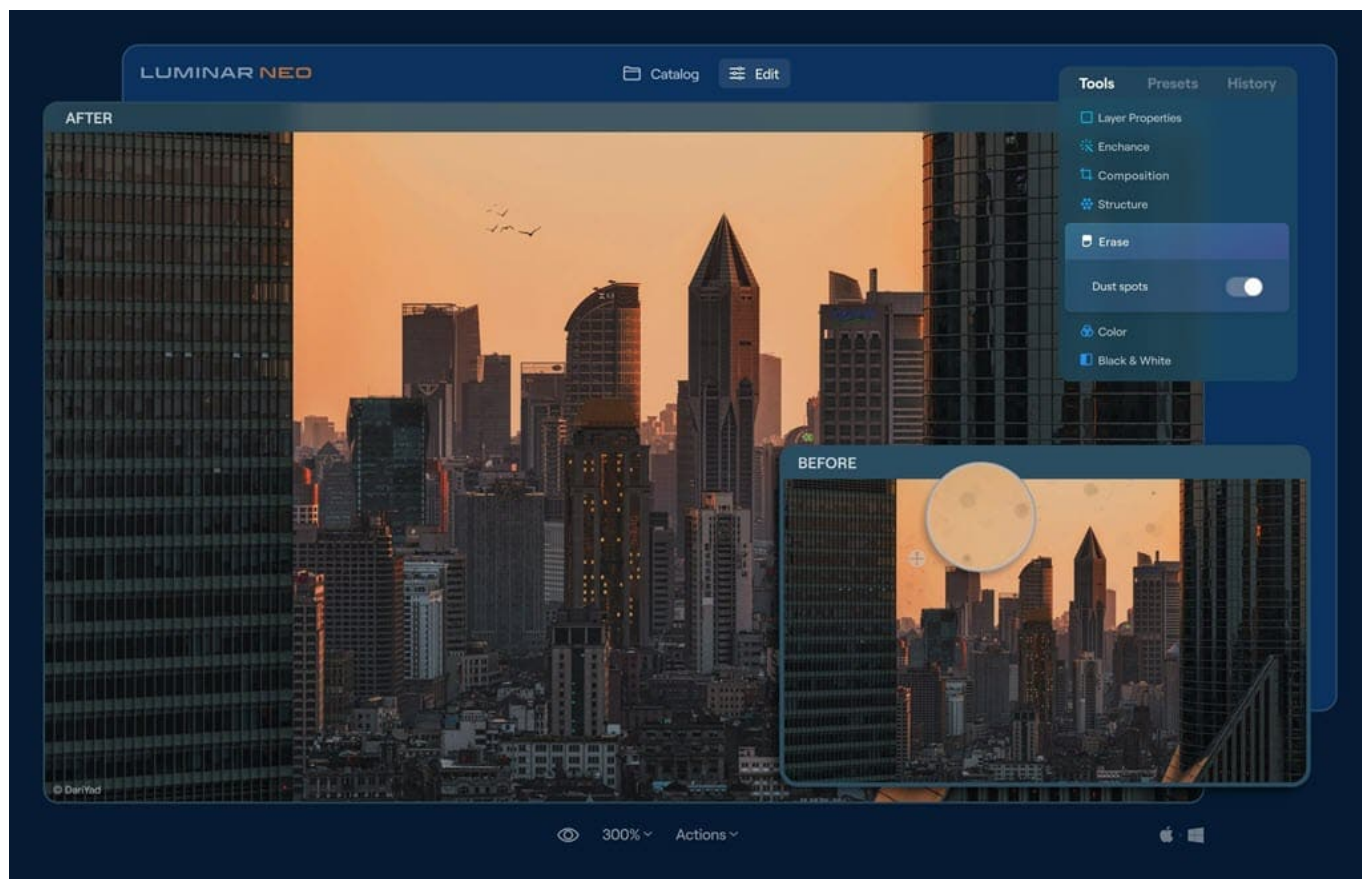 LUMINAR NEO
Catalog
Edit
Tools Presets History
AFTER
Layer Properties
Enchance
Composition
Structure
Erase
Dust spots
Color
Black & White
BEFORE
© DanYad
300%
Actions